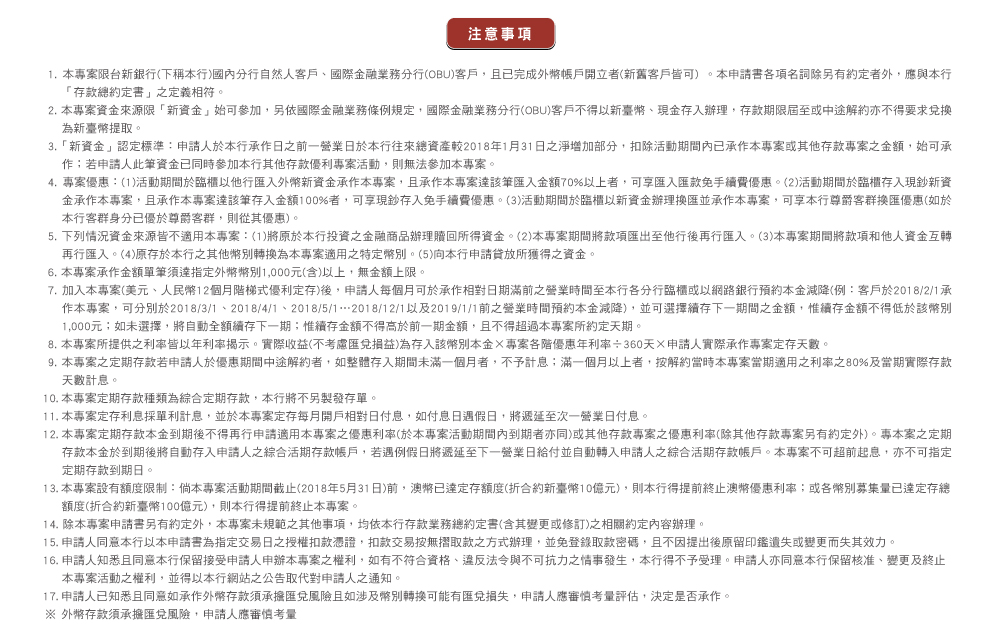 注意事項
1. 本專案限台新銀行(下稱本行)國內分行自然人客戶、國際金融業務分行(OBU)客戶，且已完成外幣帳戶開立者(新舊客戶皆可) 。本申請書各項名詞除另有約定者外，應與本行
「存款總約定書」之定義相符。
2. 本專案資金來源限「新資金」始可參加，另依國際金融業務條例規定，國際金融業務分行(OBU)客戶不得以新臺幣、現金存入辦理，存款期限屆至或中途解約亦不得要求兌換
為新臺幣提取。
3.「新資金」認定標準：申請人於本行承作日之前一營業日於本行往來總資產較2018年1月31日之淨增加部分，扣除活動期間內已承作本專案或其他存款專案之金額，始可承
作；若申請人此筆資金已同時參加本行其他存款優利專案活動，則無法參加本專案。
4. 專案優惠：(1)活動期間於臨櫃以他行匯入外幣新資金承作本專案，且承作本專案達該筆匯入金額70%以上者，可享匯入匯款免手續費優惠。(2)活動期間於臨櫃存入現鈔新資
金承作本專案，且承作本專案達該筆存入金額100%者，可享現鈔存入免手續費優惠。(3)活動期間於臨櫃以新資金辦理換匯並承作本專案，可享本行尊爵客群換匯優惠(如於
本行客群身分已優於尊爵客群，則從其優惠)。
5. 下列情況資金來源皆不適用本專案：(1)將原於本行投資之金融商品辦理贖回所得資金。(2)本專案期間將款項匯出至他行後再行匯入。(3)本專案期間將款項和他人資金互轉
再行匯入。(4)原存於本行之其他幣別轉換為本專案適用之特定幣別。(5)向本行申請貸放所獲得之資金。
6. 本專案承作金額單筆須達指定外幣幣別1,000元(含)以上，無金額上限。
7. 加入本專案(美元、人民幣12個月階梯式優利定存)後，申請人每個月可於承作相對日期滿前之營業時間至本行各分行臨櫃或以網路銀行預約本金減降(例：客戶於2018/2/1承
作本專案，可分別於2018/3/1、2018/4/1、2018/5/1…2018/12/1以及2019/1/1前之營業時間預約本金減降)，並可選擇續存下一期間之金額，惟續存金額不得低於該幣別
1,000元；如未選擇，將自動全額續存下一期；惟續存金額不得高於前一期金額，且不得超過本專案所約定天期。
8. 本專案所提供之利率皆以年利率揭示。實際收益(不考慮匯兌損益)為存入該幣別本金×專案各階優惠年利率÷360天×申請人實際承作專案定存天數。
9. 本專案之定期存款若申請人於優惠期間中途解約者，如整體存入期間未滿一個月者，不予計息；滿一個月以上者，按解約當時本專案當期適用之利率之80%及當期實際存款
天數計息。
10. 本專案定期存款種類為綜合定期存款，本行將不另製發存單。
11. 本專案定存利息採單利計息，並於本專案定存每月開戶相對日付息，如付息日遇假日，將遞延至次一營業日付息。
12. 本專案定期存款本金到期後不得再行申請適用本專案之優惠利率(於本專案活動期間內到期者亦同)或其他存款專案之優惠利率(除其他存款專案另有約定外)。專本案之定期
存款本金於到期後將自動存入申請人之綜合活期存款帳戶，若遇例假日將遞延至下一營業日給付並自動轉入申請人之綜合活期存款帳戶。本專案不可超前起息，亦不可指定
定期存款到期日。
13. 本專案設有額度限制：倘本專案活動期間截止(2018年5月31日)前，澳幣已達定存額度(折合約新臺幣10億元)，則本行得提前終止澳幣優惠利率；或各幣別募集量已達定存總
額度(折合約新臺幣100億元)，則本行得提前終止本專案。
14. 除本專案申請書另有約定外，本專案未規範之其他事項，均依本行存款業務總約定書(含其變更或修訂)之相關約定內容辦理。
15. 申請人同意本行以本申請書為指定交易日之授權扣款憑證，扣款交易按無摺取款之方式辦理，並免登錄取款密碼，且不因提出後原留印鑑遺失或變更而失其效力。
16. 申請人知悉且同意本行保留接受申請人申辦本專案之權利，如有不符合資格、違反法令與不可抗力之情事發生，本行得不予受理。申請人亦同意本行保留核准、變更及終止
本專案活動之權利，並得以本行網站之公告取代對申請人之通知。
17. 申請人已知悉且同意如承作外幣存款須承擔匯兌風險且如涉及幣別轉換可能有匯兌損失，申請人應審慎考量評估，決定是否承作。
※ 外幣存款須承擔匯兌風險，申請人應審慎考量